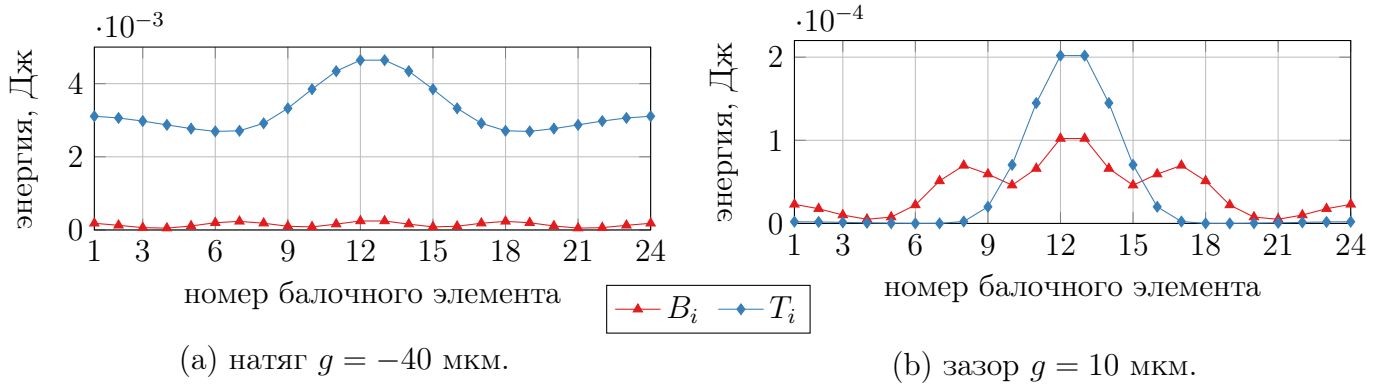 ·10⁻³
энергия, Дж
4
2
0
1 3 6 9 12 15 18 21 24
номер балочного элемента
(a) натяг g = −40 мкм.
·10⁻⁴
энергия, Дж
2
1
0
1 3 6 9 12 15 18 21 24
номер балочного элемента
(b) зазор g = 10 мкм.
Bᵢ Tᵢ